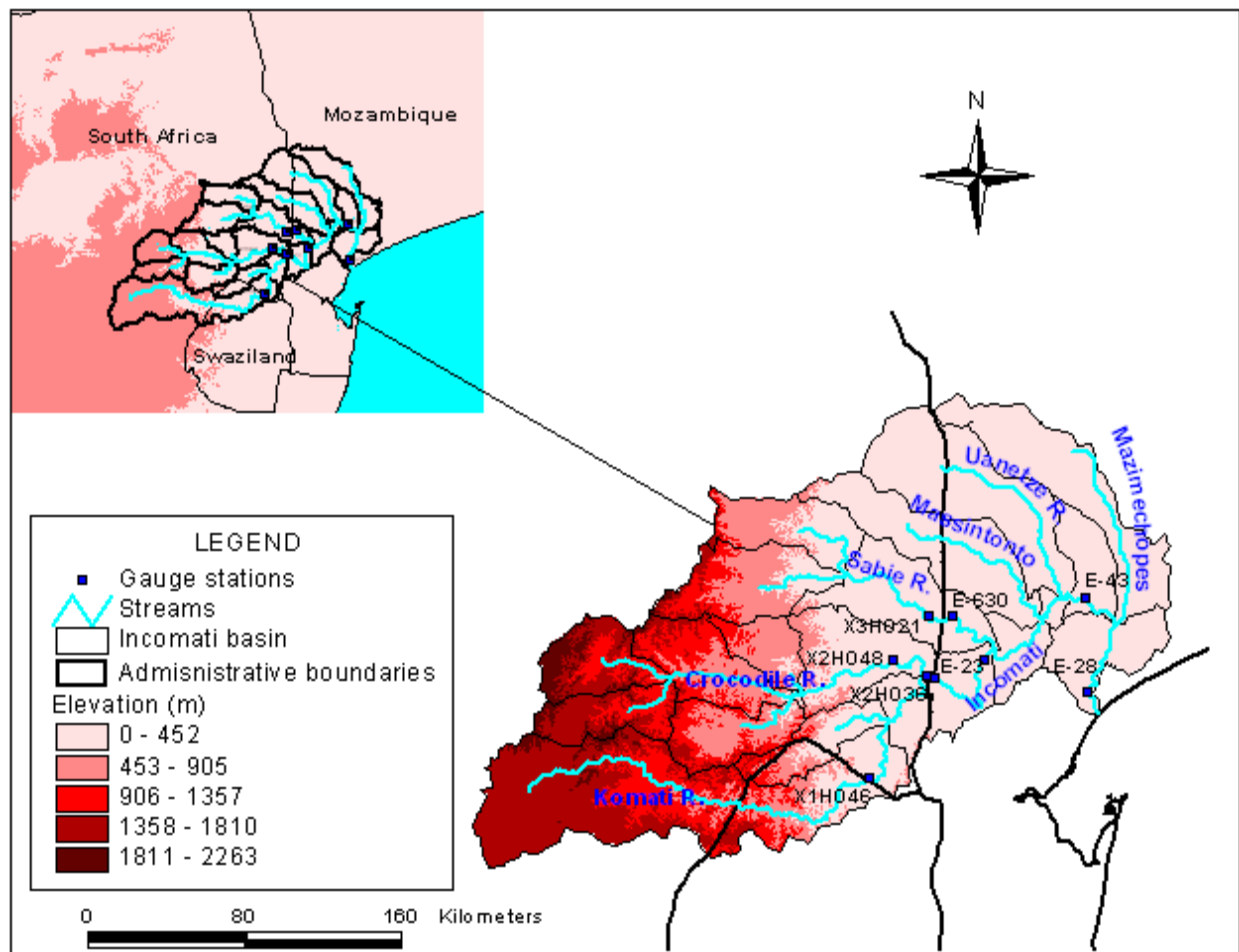 Mozambique
South Africa
Swaziland
N
Mazimechopes
Uanetze R.
Massintonto
Sabie R.
E-43
E-630
X3H021
X2H048
E-23
E-28
Crocodile R.
X2H036
Incomati
Komati R.
X1H046
LEGEND
Gauge stations
Streams
Incomati basin
Admisnistrative boundaries
Elevation (m)
0 - 452
453 - 905
906 - 1357
1358 - 1810
1811 - 2263
0 80 160 Kilometers